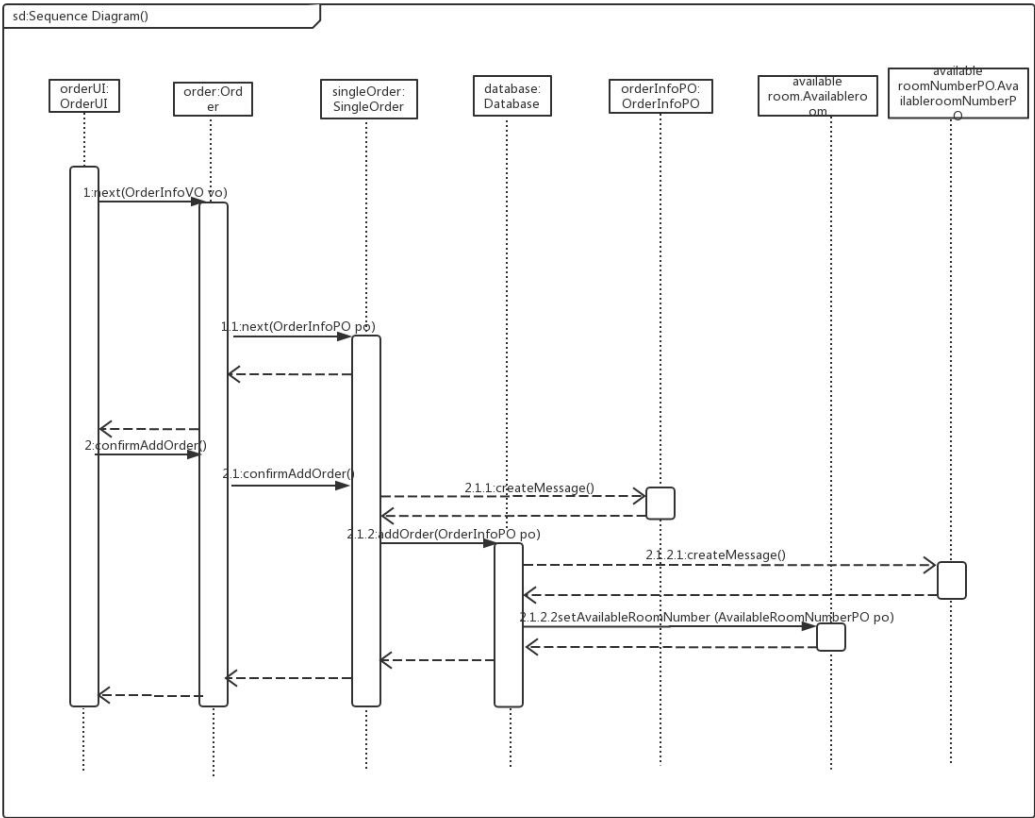 sd:Sequence Diagram()
orderUI:
OrderUI
order:Ord
er
singleOrder:
SingleOrder
database:
Database
orderInfoPO:
OrderInfoPO
available
room.Availablero
om
available
roomNumberPO.Ava
ilableroomNumberP
O
1:next(OrderInfoVO vo)
1.1:next(OrderInfoPO po)
2:confirmAddOrder()
2.1:confirmAddOrder()
2.1.1:createMessage()
2.1.2:addOrder(OrderInfoPO po)
2.1.2.1:createMessage()
2.1.2.2setAvailableRoomNumber (AvailableRoomNumberPO po)